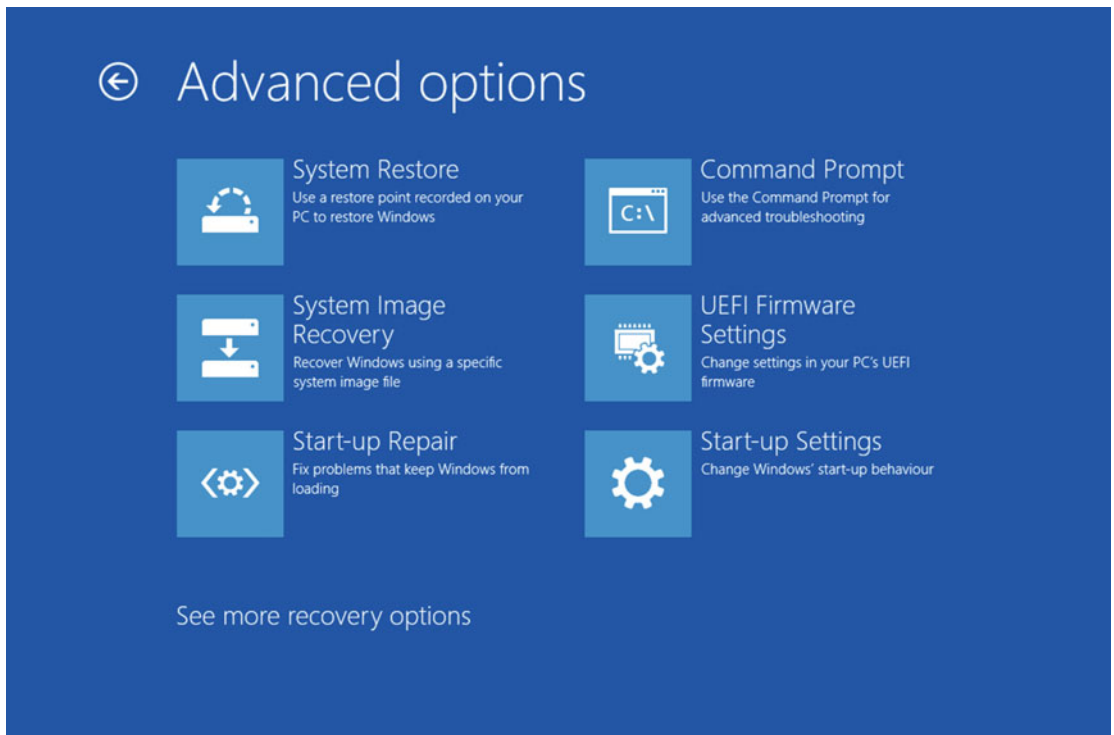 Advanced options
System Restore
Use a restore point recorded on your
PC to restore Windows
Command Prompt
Use the Command Prompt for
advanced troubleshooting
C:\
System Image
Recovery
Recover Windows using a specific
system image file
UEFI Firmware
Settings
Change settings in your PC's UEFI
firmware
Start-up Repair
Fix problems that keep Windows from
loading
Start-up Settings
Change Windows' start-up behaviour
See more recovery options